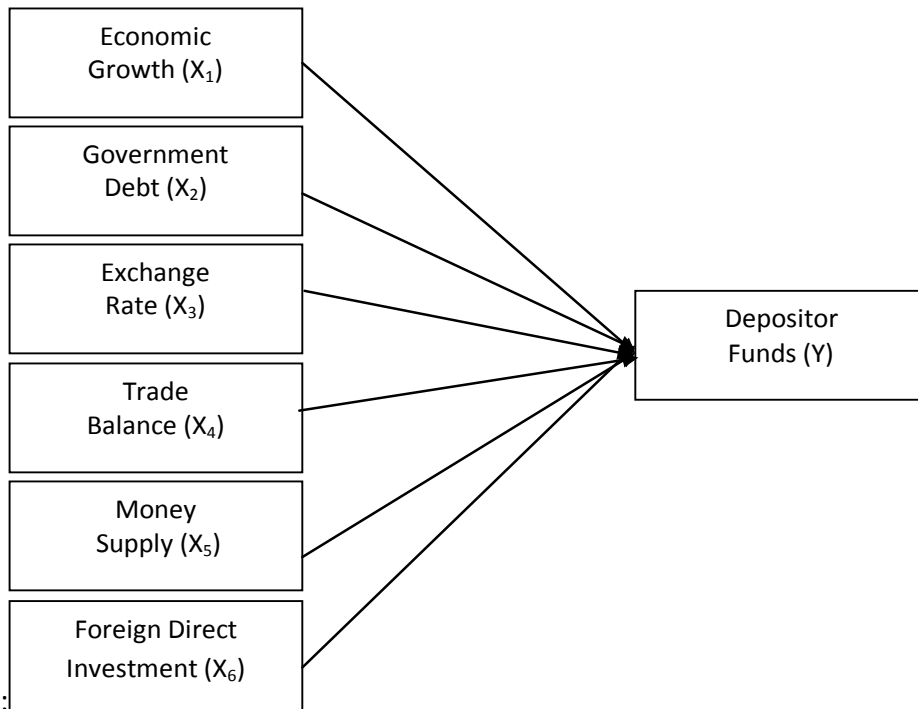 Economic
Growth (X₁)
Government
Debt (X₂)
Exchange
Rate (X₃)
Trade
Balance (X₄)
Money
Supply (X₅)
Foreign Direct
Investment (X₆)
:
Depositor
Funds (Y)